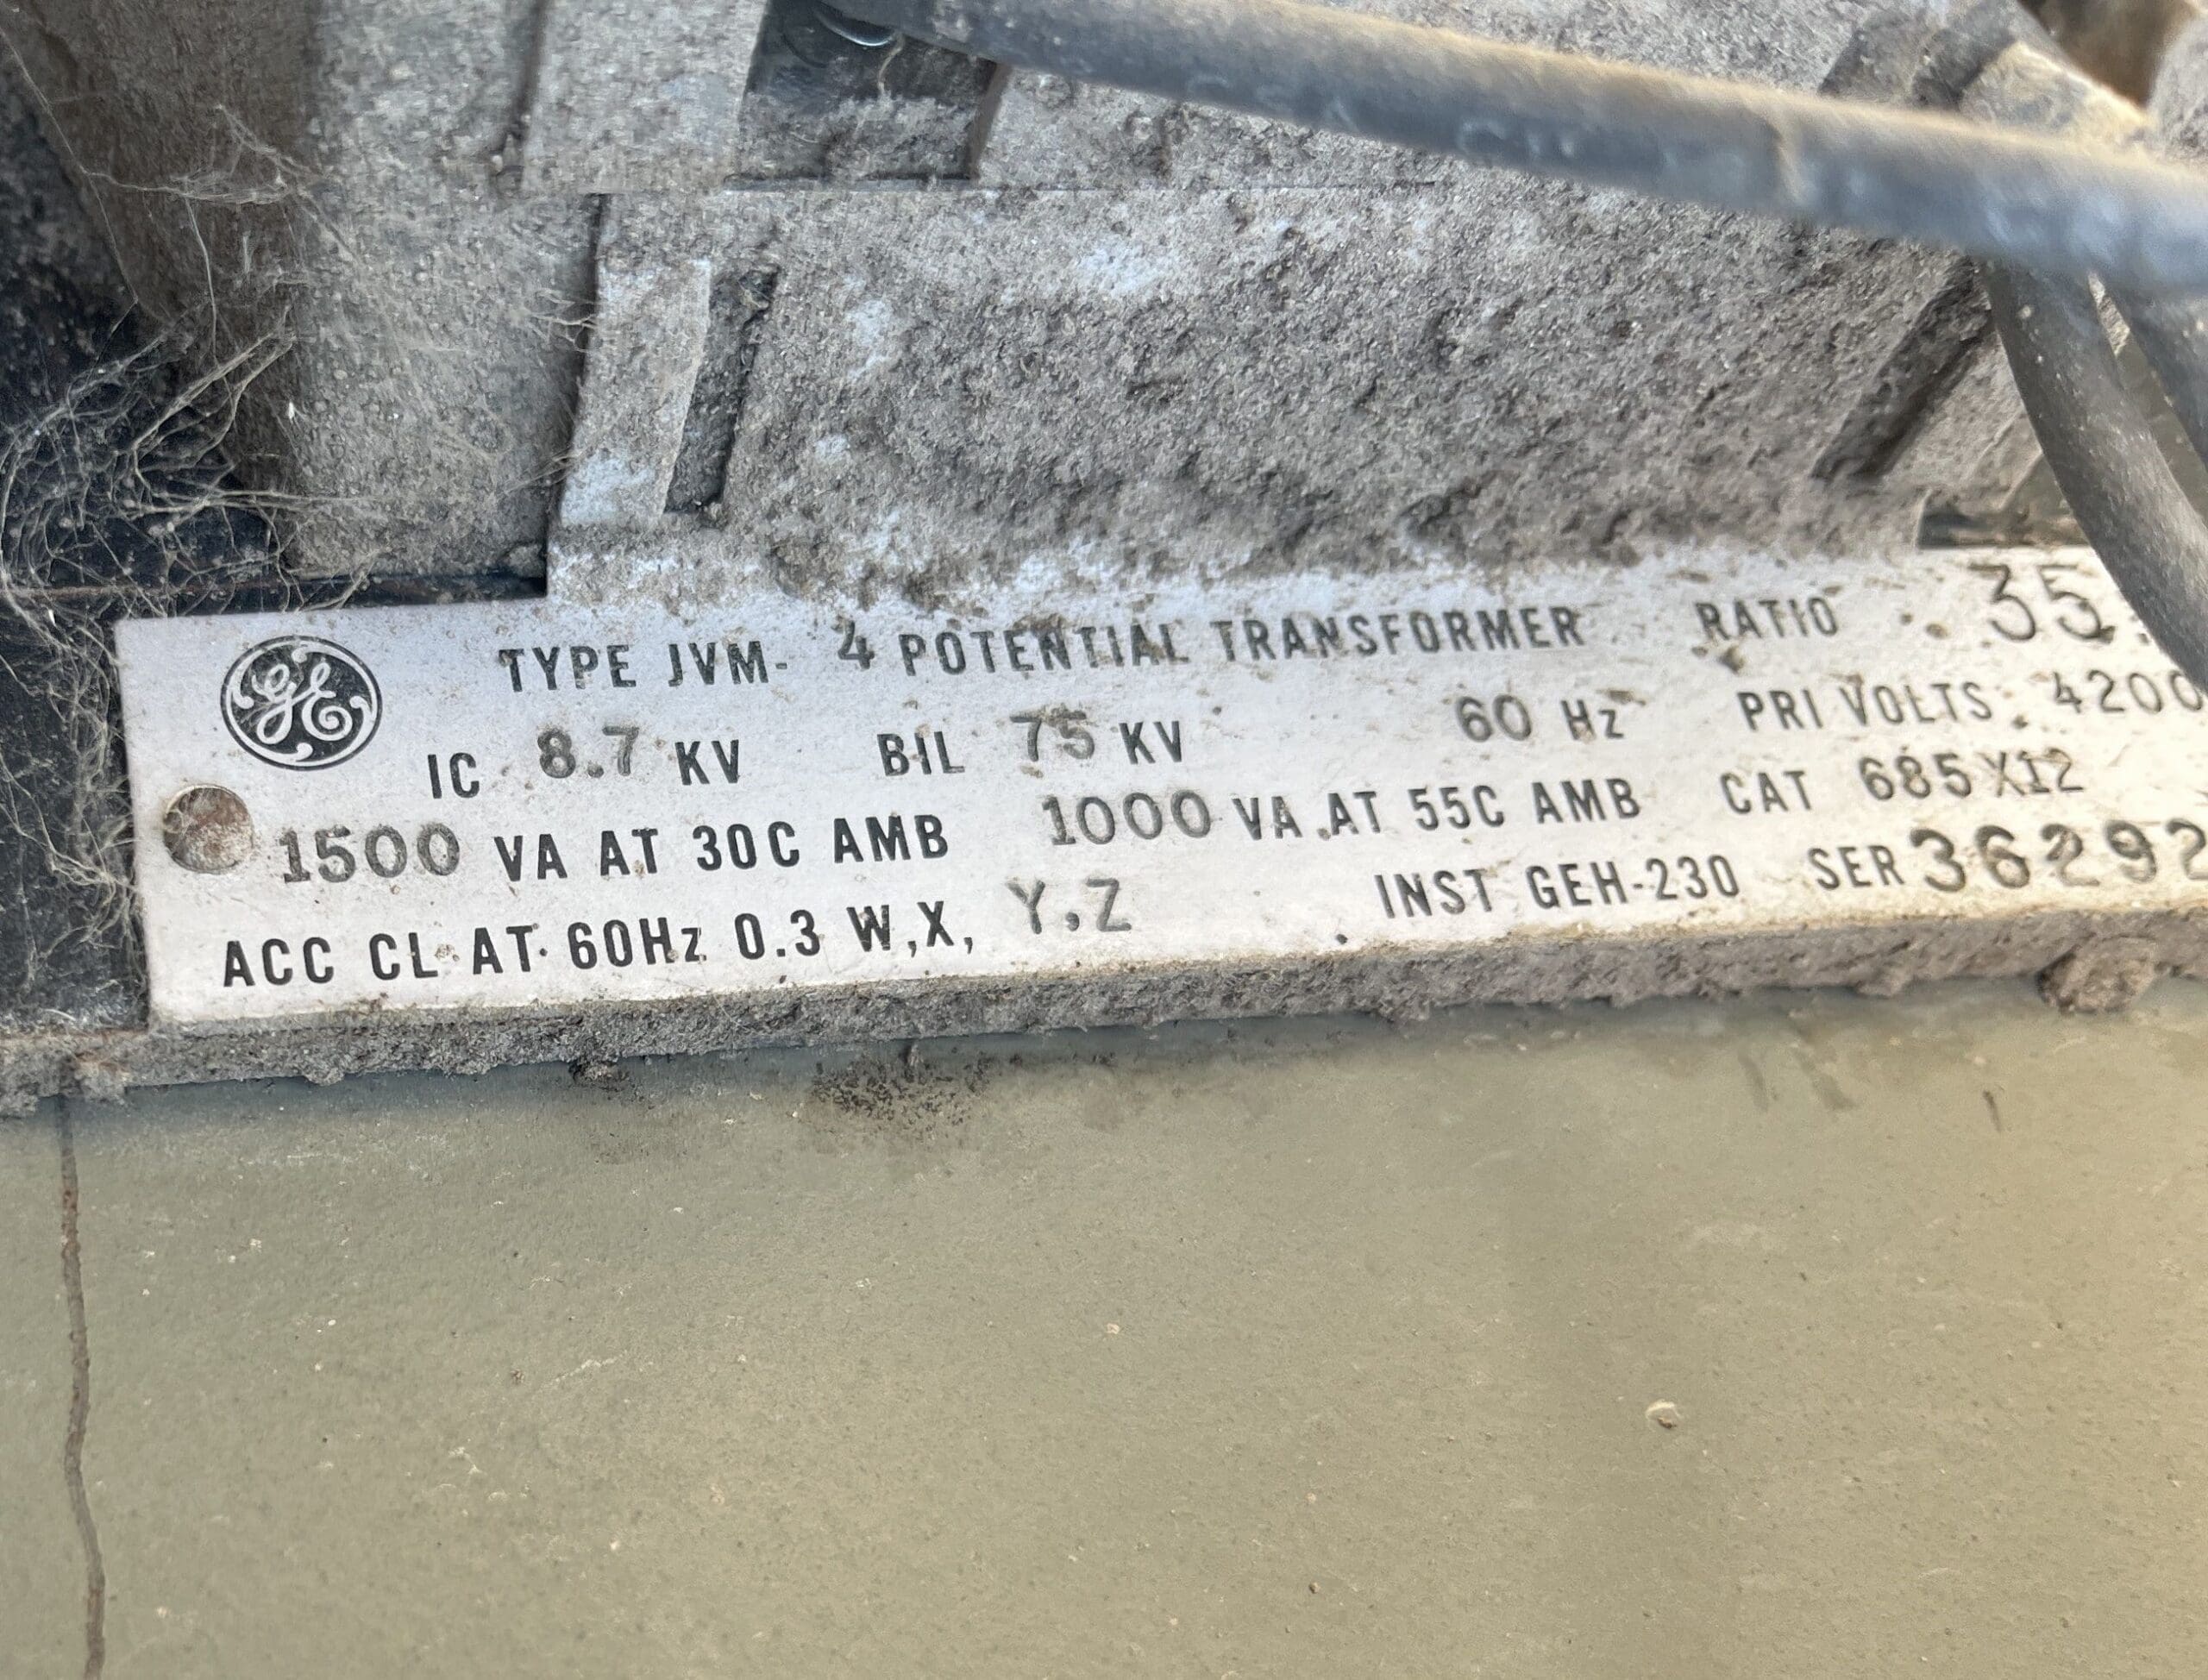 GE TYPE JVM- 4 POTENTIAL TRANSFORMER RATIO 35.
IC 8.7 KV BIL 75 KV 60 Hz PRI VOLTS 4200
1500 VA AT 30C AMB 1000 VA AT 55C AMB CAT 685X12
ACC CL AT 60Hz 0.3 W,X, Y,Z INST GEH-230 SER 36292